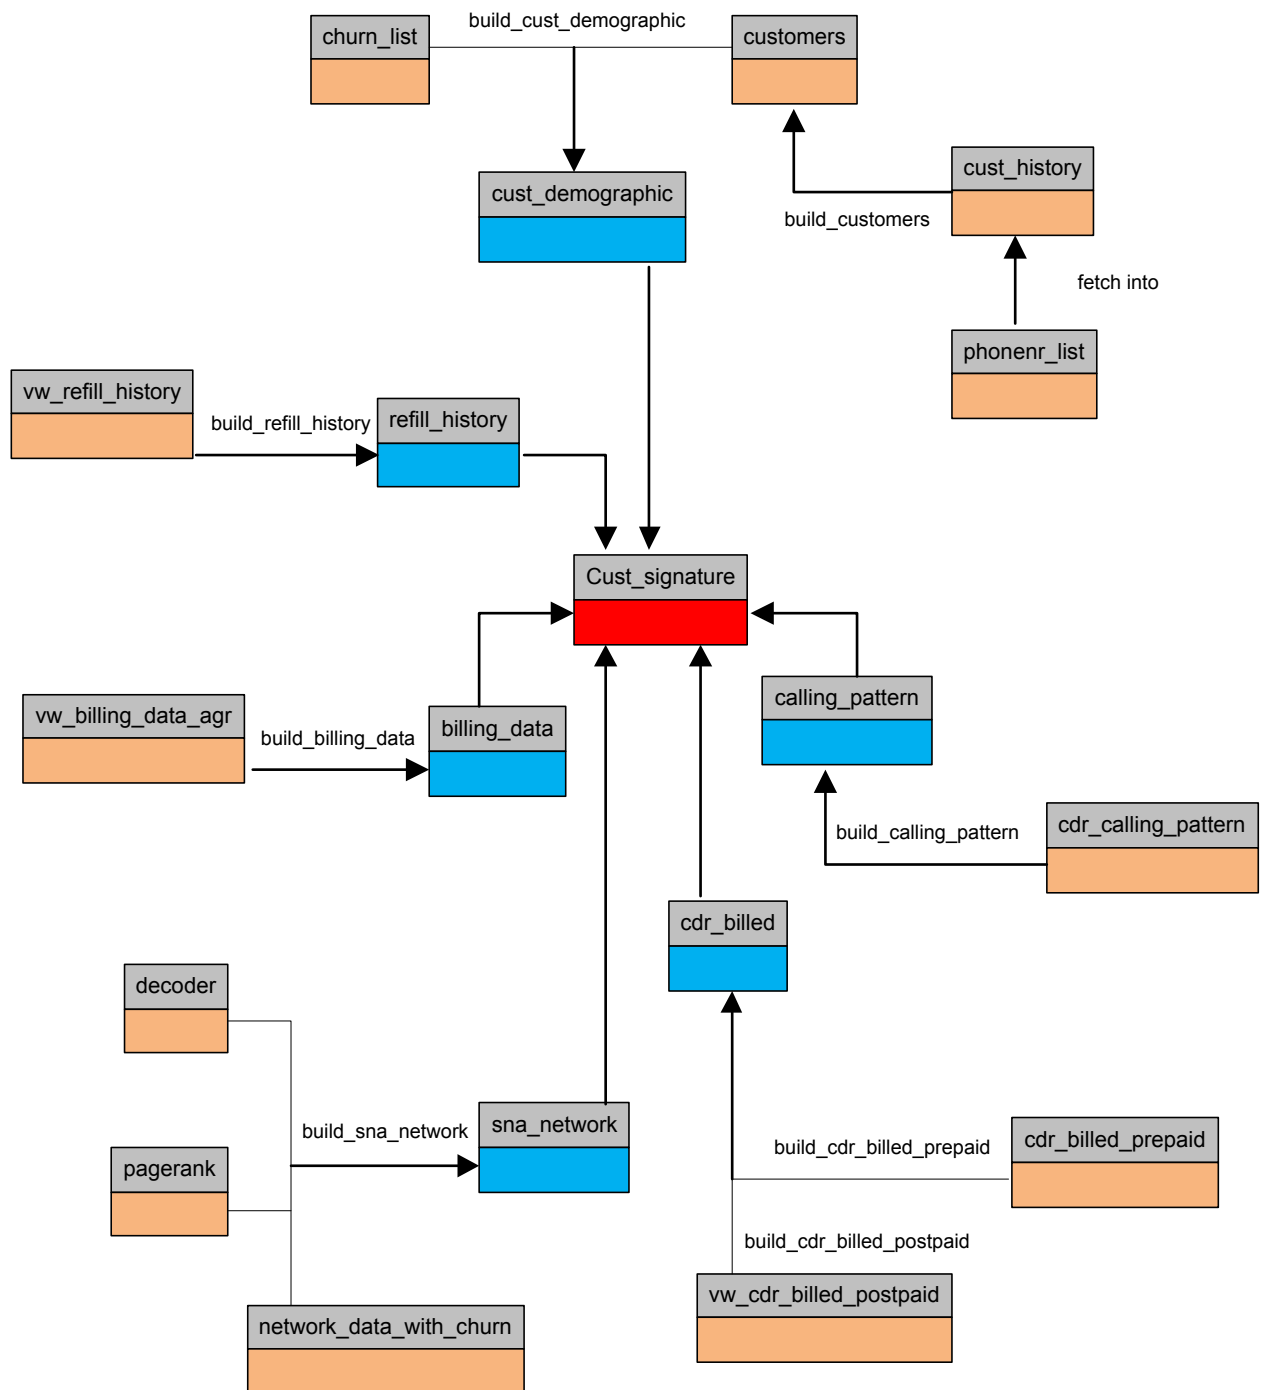 build_cust_demographic
churn_list
customers
cust_history
cust_demographic
build_customers
fetch into
phonenr_list
vw_refill_history
refill_history
build_refill_history
Cust_signature
calling_pattern
vw_billing_data_agr
billing_data
build_billing_data
cdr_calling_pattern
build_calling_pattern
cdr_billed
decoder
sna_network
build_sna_network
cdr_billed_prepaid
build_cdr_billed_prepaid
pagerank
build_cdr_billed_postpaid
vw_cdr_billed_postpaid
network_data_with_churn